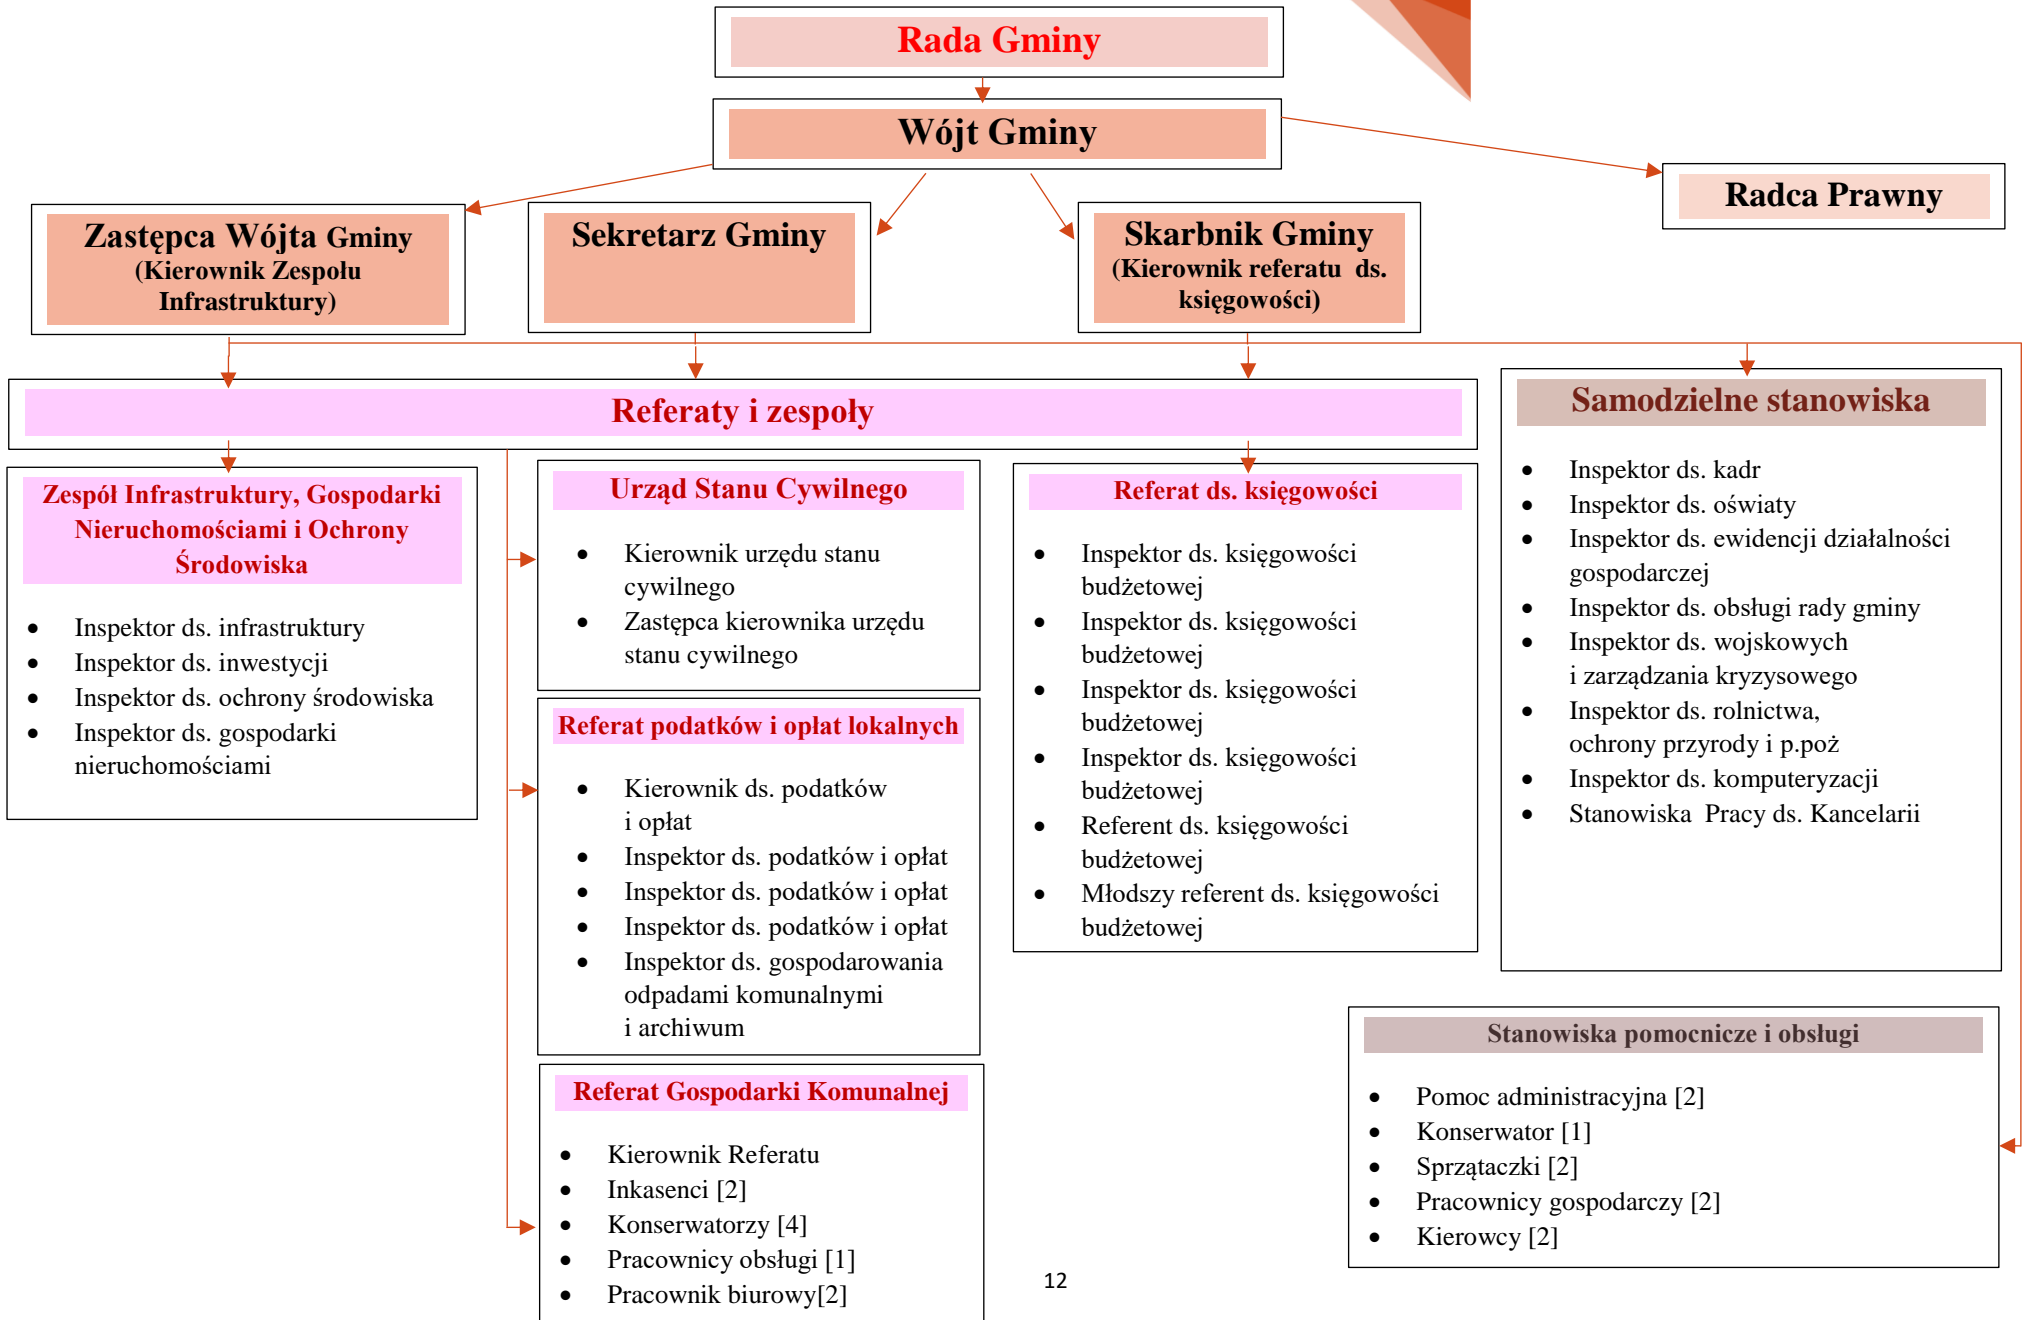 Rada Gminy
Wójt Gminy
Radca Prawny
Zastępca Wójta Gminy
(Kierownik Zespołu
Infrastruktury)
Sekretarz Gminy
Skarbnik Gminy
(Kierownik referatu ds.
księgowości)
Referaty i zespoły
Zespół Infrastruktury, Gospodarki
Nieruchomościami i Ochrony
Środowiska
• Inspektor ds. infrastruktury
• Inspektor ds. inwestycji
• Inspektor ds. ochrony środowiska
• Inspektor ds. gospodarki
nieruchomościami
Urząd Stanu Cywilnego
• Kierownik urzędu stanu
cywilnego
• Zastępca kierownika urzędu
stanu cywilnego
Referat podatków i opłat lokalnych
• Kierownik ds. podatków
i opłat
• Inspektor ds. podatków i opłat
• Inspektor ds. podatków i opłat
• Inspektor ds. podatków i opłat
• Inspektor ds. gospodarowania
odpadami komunalnymi
i archiwum
Referat Gospodarki Komunalnej
• Kierownik Referatu
• Inkasenci [2]
• Konserwatorzy [4]
• Pracownicy obsługi [1]
• Pracownik biurowy[2]
Referat ds. księgowości
• Inspektor ds. księgowości
budżetowej
• Inspektor ds. księgowości
budżetowej
• Inspektor ds. księgowości
budżetowej
• Inspektor ds. księgowości
budżetowej
• Referent ds. księgowości
budżetowej
• Młodszy referent ds. księgowości
budżetowej
Samodzielne stanowiska
• Inspektor ds. kadr
• Inspektor ds. oświaty
• Inspektor ds. ewidencji działalności
gospodarczej
• Inspektor ds. obsługi rady gminy
• Inspektor ds. wojskowych
i zarządzania kryzysowego
• Inspektor ds. rolnictwa,
ochrony przyrody i p.poż
• Inspektor ds. komputeryzacji
• Stanowiska Pracy ds. Kancelarii
Stanowiska pomocnicze i obsługi
• Pomoc administracyjna [2]
• Konserwator [1]
• Sprzątaczki [2]
• Pracownicy gospodarczy [2]
• Kierowcy [2]
12